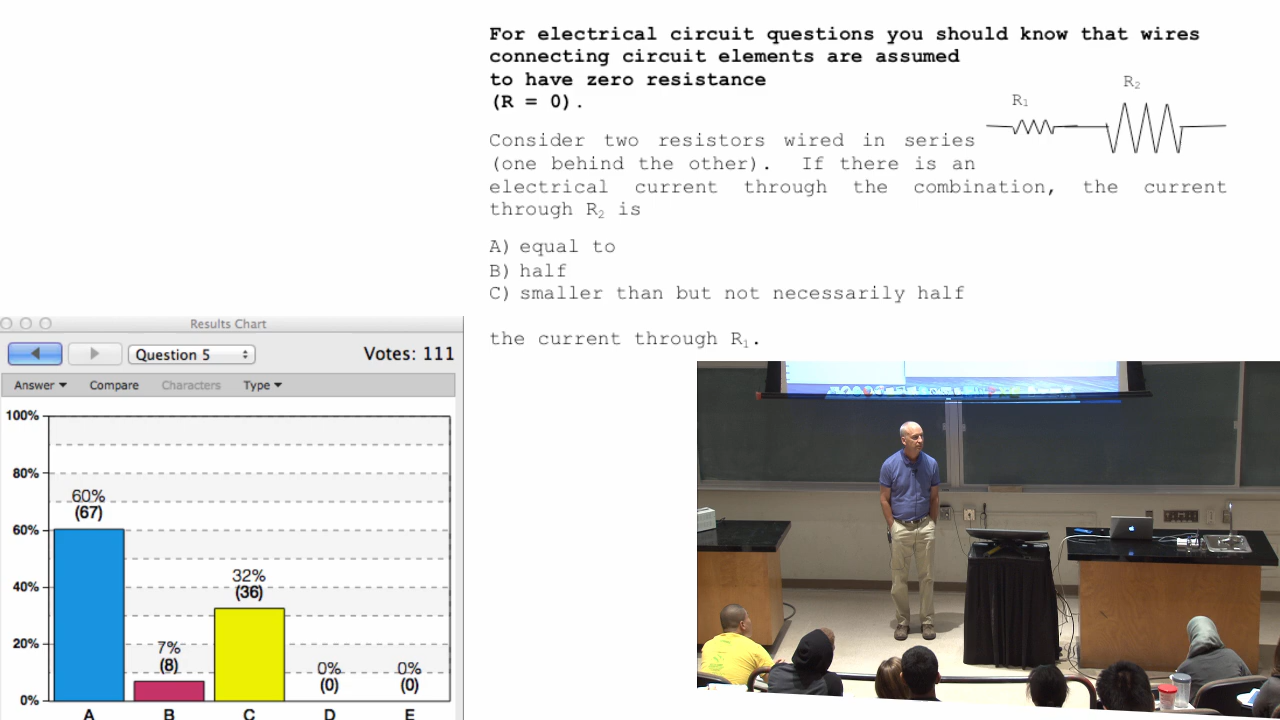 For electrical circuit questions you should know that wires
connecting circuit elements are assumed
to have zero resistance
(R = 0).
R₁
R₂
Consider two resistors wired in series
(one behind the other). If there is an
electrical current through the combination, the current
through R₂ is
A) equal to
B) half
C) smaller than but not necessarily half
the current through R₁.
Results Chart
Question 5
Votes: 111
Answer
Compare
Characters
Type
100%
80%
60%
40%
20%
0%
60%
(67)
7%
(8)
32%
(36)
0%
(0)
0%
(0)
A
B
C
D
E